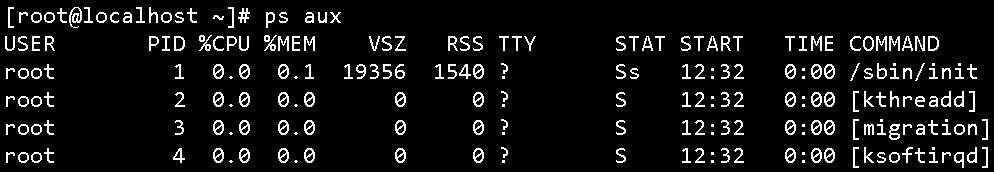 [root@localhost ~]# ps aux
USER       PID %CPU %MEM    VSZ   RSS TTY      STAT START   TIME COMMAND
root         1  0.0  0.1  19356  1540 ?        Ss   12:32   0:00 /sbin/init
root         2  0.0  0.0      0     0 ?        S    12:32   0:00 [kthreadd]
root         3  0.0  0.0      0     0 ?        S    12:32   0:00 [migration]
root         4  0.0  0.0      0     0 ?        S    12:32   0:00 [ksoftirqd]